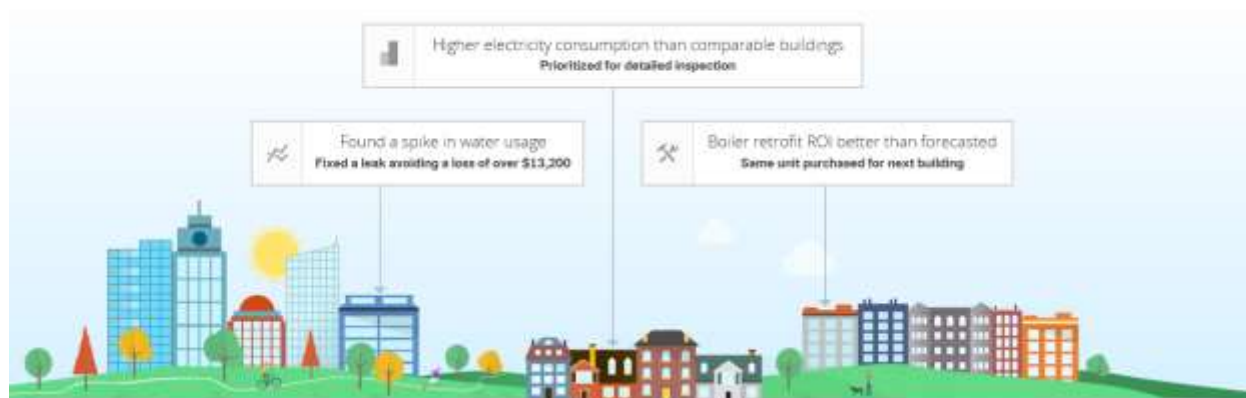 Higher electricity consumption than comparable buildings
Prioritized for detailed inspection
Found a spike in water usage
Fixed a leak avoiding a loss of over $13,200
Boiler retrofit ROI better than forecasted
Same unit purchased for next building